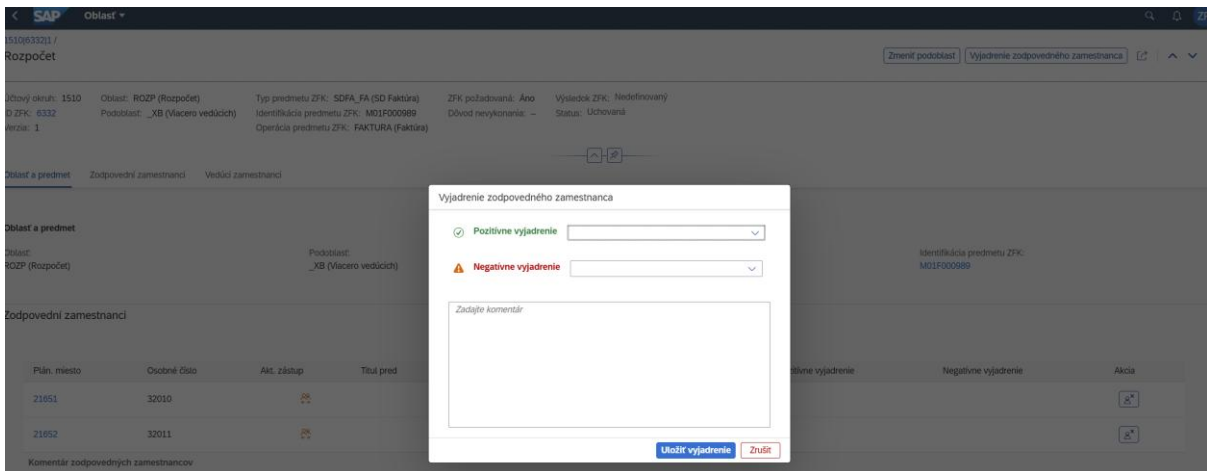 SAP Oblasť
1510|6332|1 /
Rozpočet
Zmeniť podoblasť Vyjadrenie zodpovedného zamestnanca
Účtový okruh: 1510 Oblast: ROZP (Rozpočet) Typ predmetu ZFK: SDFA_FA (SD Faktúra) ZFK požadovaná: Áno Výsledok ZFK: Nedefinovaný
ID ZFK: 6332 Podoblast: _XB (Viacero vedúcich) Identifikácia predmetu ZFK: M01F000989 Dôvod nevykonania: – Status: Uchovaná
Verzia: 1 Operácia predmetu ZFK: FAKTURA (Faktúra)
Oblasť a predmet Zodpovední zamestnanci Vedúci zamestnanci
Vyjadrenie zodpovedného zamestnanca
Pozitívne vyjadrenie
Negatívne vyjadrenie
Zadajte komentár
Uložiť vyjadrenie Zrušiť
Oblasť a predmet
Oblasť: Podoblasť: Identifikácia predmetu ZFK:
ROZP (Rozpočet) _XB (Viacero vedúcich) M01F000989
Zodpovední zamestnanci
Plán. miesto Osobné číslo Akt. zástup Titul pred vyjadrenie Negatívne vyjadrenie Akcia
21651 32010
21652 32011
Komentár zodpovedných zamestnancov